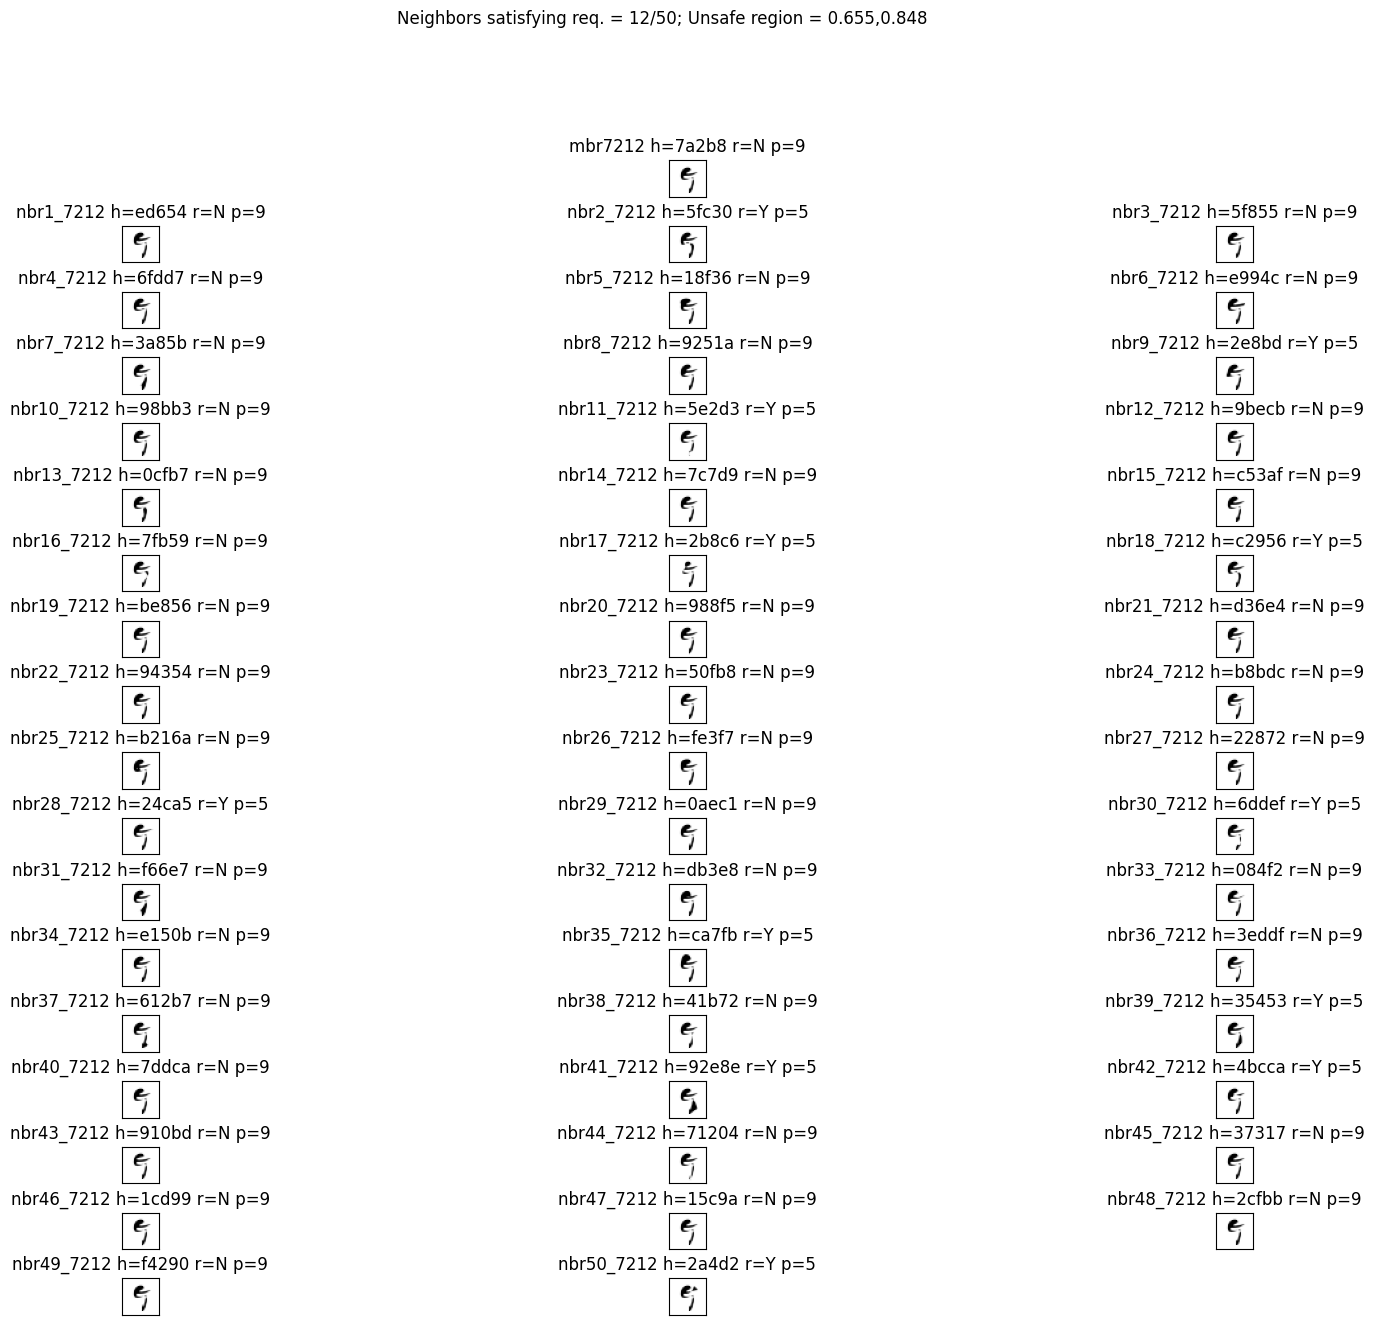 Neighbors satisfying req. = 12/50; Unsafe region = 0.655,0.848
mbr7212 h=7a2b8 r=N p=9
nbr1_7212 h=ed654 r=N p=9
nbr2_7212 h=5fc30 r=Y p=5
nbr3_7212 h=5f855 r=N p=9
nbr4_7212 h=6fdd7 r=N p=9
nbr5_7212 h=18f36 r=N p=9
nbr6_7212 h=e994c r=N p=9
nbr7_7212 h=3a85b r=N p=9
nbr8_7212 h=9251a r=N p=9
nbr9_7212 h=2e8bd r=Y p=5
nbr10_7212 h=98bb3 r=N p=9
nbr11_7212 h=5e2d3 r=Y p=5
nbr12_7212 h=9becb r=N p=9
nbr13_7212 h=0cfb7 r=N p=9
nbr14_7212 h=7c7d9 r=N p=9
nbr15_7212 h=c53af r=N p=9
nbr16_7212 h=7fb59 r=N p=9
nbr17_7212 h=2b8c6 r=Y p=5
nbr18_7212 h=c2956 r=Y p=5
nbr19_7212 h=be856 r=N p=9
nbr20_7212 h=988f5 r=N p=9
nbr21_7212 h=d36e4 r=N p=9
nbr22_7212 h=94354 r=N p=9
nbr23_7212 h=50fb8 r=N p=9
nbr24_7212 h=b8bdc r=N p=9
nbr25_7212 h=b216a r=N p=9
nbr26_7212 h=fe3f7 r=N p=9
nbr27_7212 h=22872 r=N p=9
nbr28_7212 h=24ca5 r=Y p=5
nbr29_7212 h=0aec1 r=N p=9
nbr30_7212 h=6ddef r=Y p=5
nbr31_7212 h=f66e7 r=N p=9
nbr32_7212 h=db3e8 r=N p=9
nbr33_7212 h=084f2 r=N p=9
nbr34_7212 h=e150b r=N p=9
nbr35_7212 h=ca7fb r=Y p=5
nbr36_7212 h=3eddf r=N p=9
nbr37_7212 h=612b7 r=N p=9
nbr38_7212 h=41b72 r=N p=9
nbr39_7212 h=35453 r=Y p=5
nbr40_7212 h=7ddca r=N p=9
nbr41_7212 h=92e8e r=Y p=5
nbr42_7212 h=4bcca r=Y p=5
nbr43_7212 h=910bd r=N p=9
nbr44_7212 h=71204 r=N p=9
nbr45_7212 h=37317 r=N p=9
nbr46_7212 h=1cd99 r=N p=9
nbr47_7212 h=15c9a r=N p=9
nbr48_7212 h=2cfbb r=N p=9
nbr49_7212 h=f4290 r=N p=9
nbr50_7212 h=2a4d2 r=Y p=5